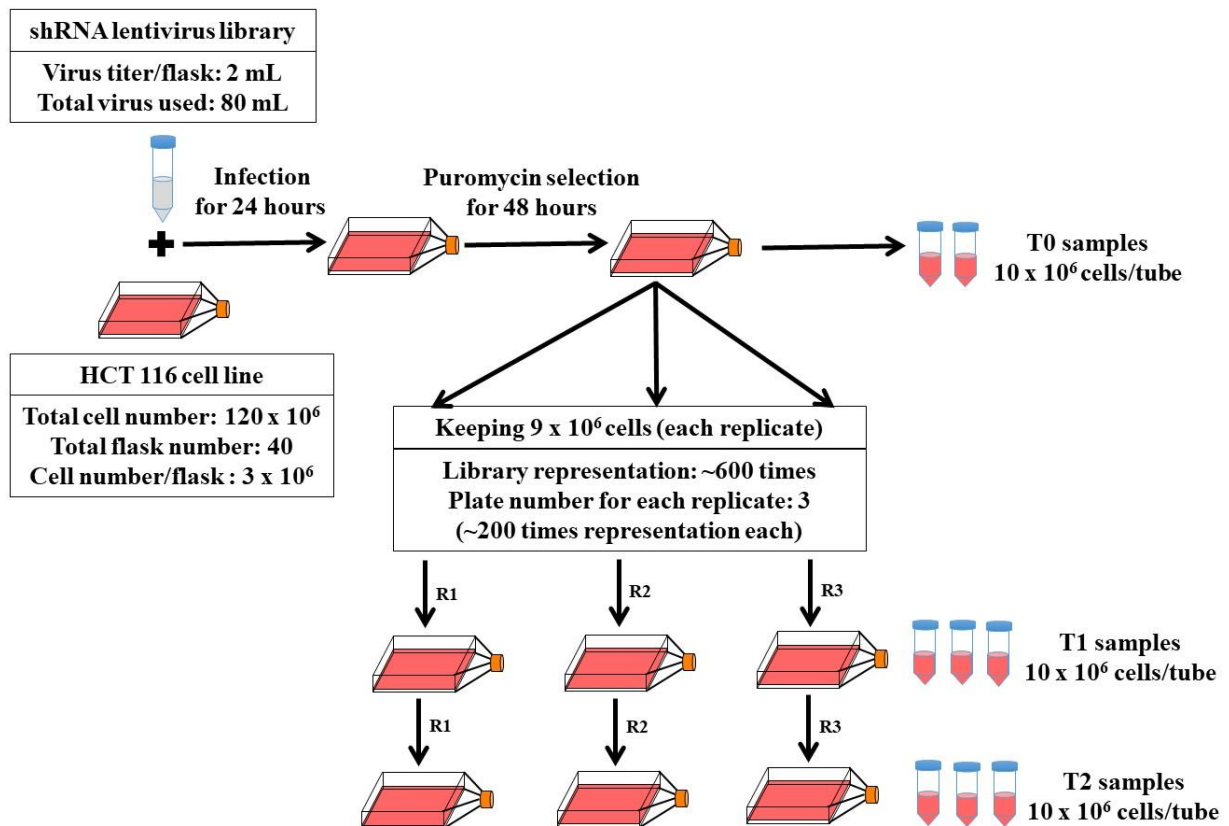 shRNA lentivirus library
Virus titer/flask: 2 mL
Total virus used: 80 mL
Infection
for 24 hours
Puromycin selection
for 48 hours
T0 samples
10 x 10⁶ cells/tube
HCT 116 cell line
Total cell number: 120 x 10⁶
Total flask number: 40
Cell number/flask : 3 x 10⁶
Keeping 9 x 10⁶ cells (each replicate)
Library representation: ~600 times
Plate number for each replicate: 3
(~200 times representation each)
R1
R2
R3
T1 samples
10 x 10⁶ cells/tube
R1
R2
R3
T2 samples
10 x 10⁶ cells/tube